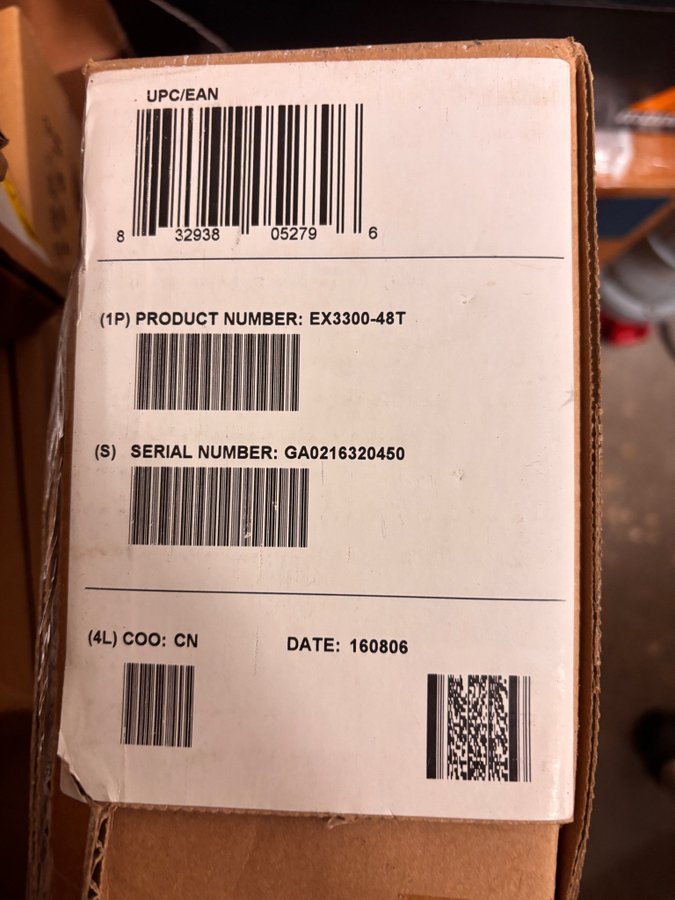 UPC/EAN
8 32938 05279 6
(1P) PRODUCT NUMBER: EX3300-48T
(S) SERIAL NUMBER: GA0216320450
(4L) COO: CN DATE: 160806